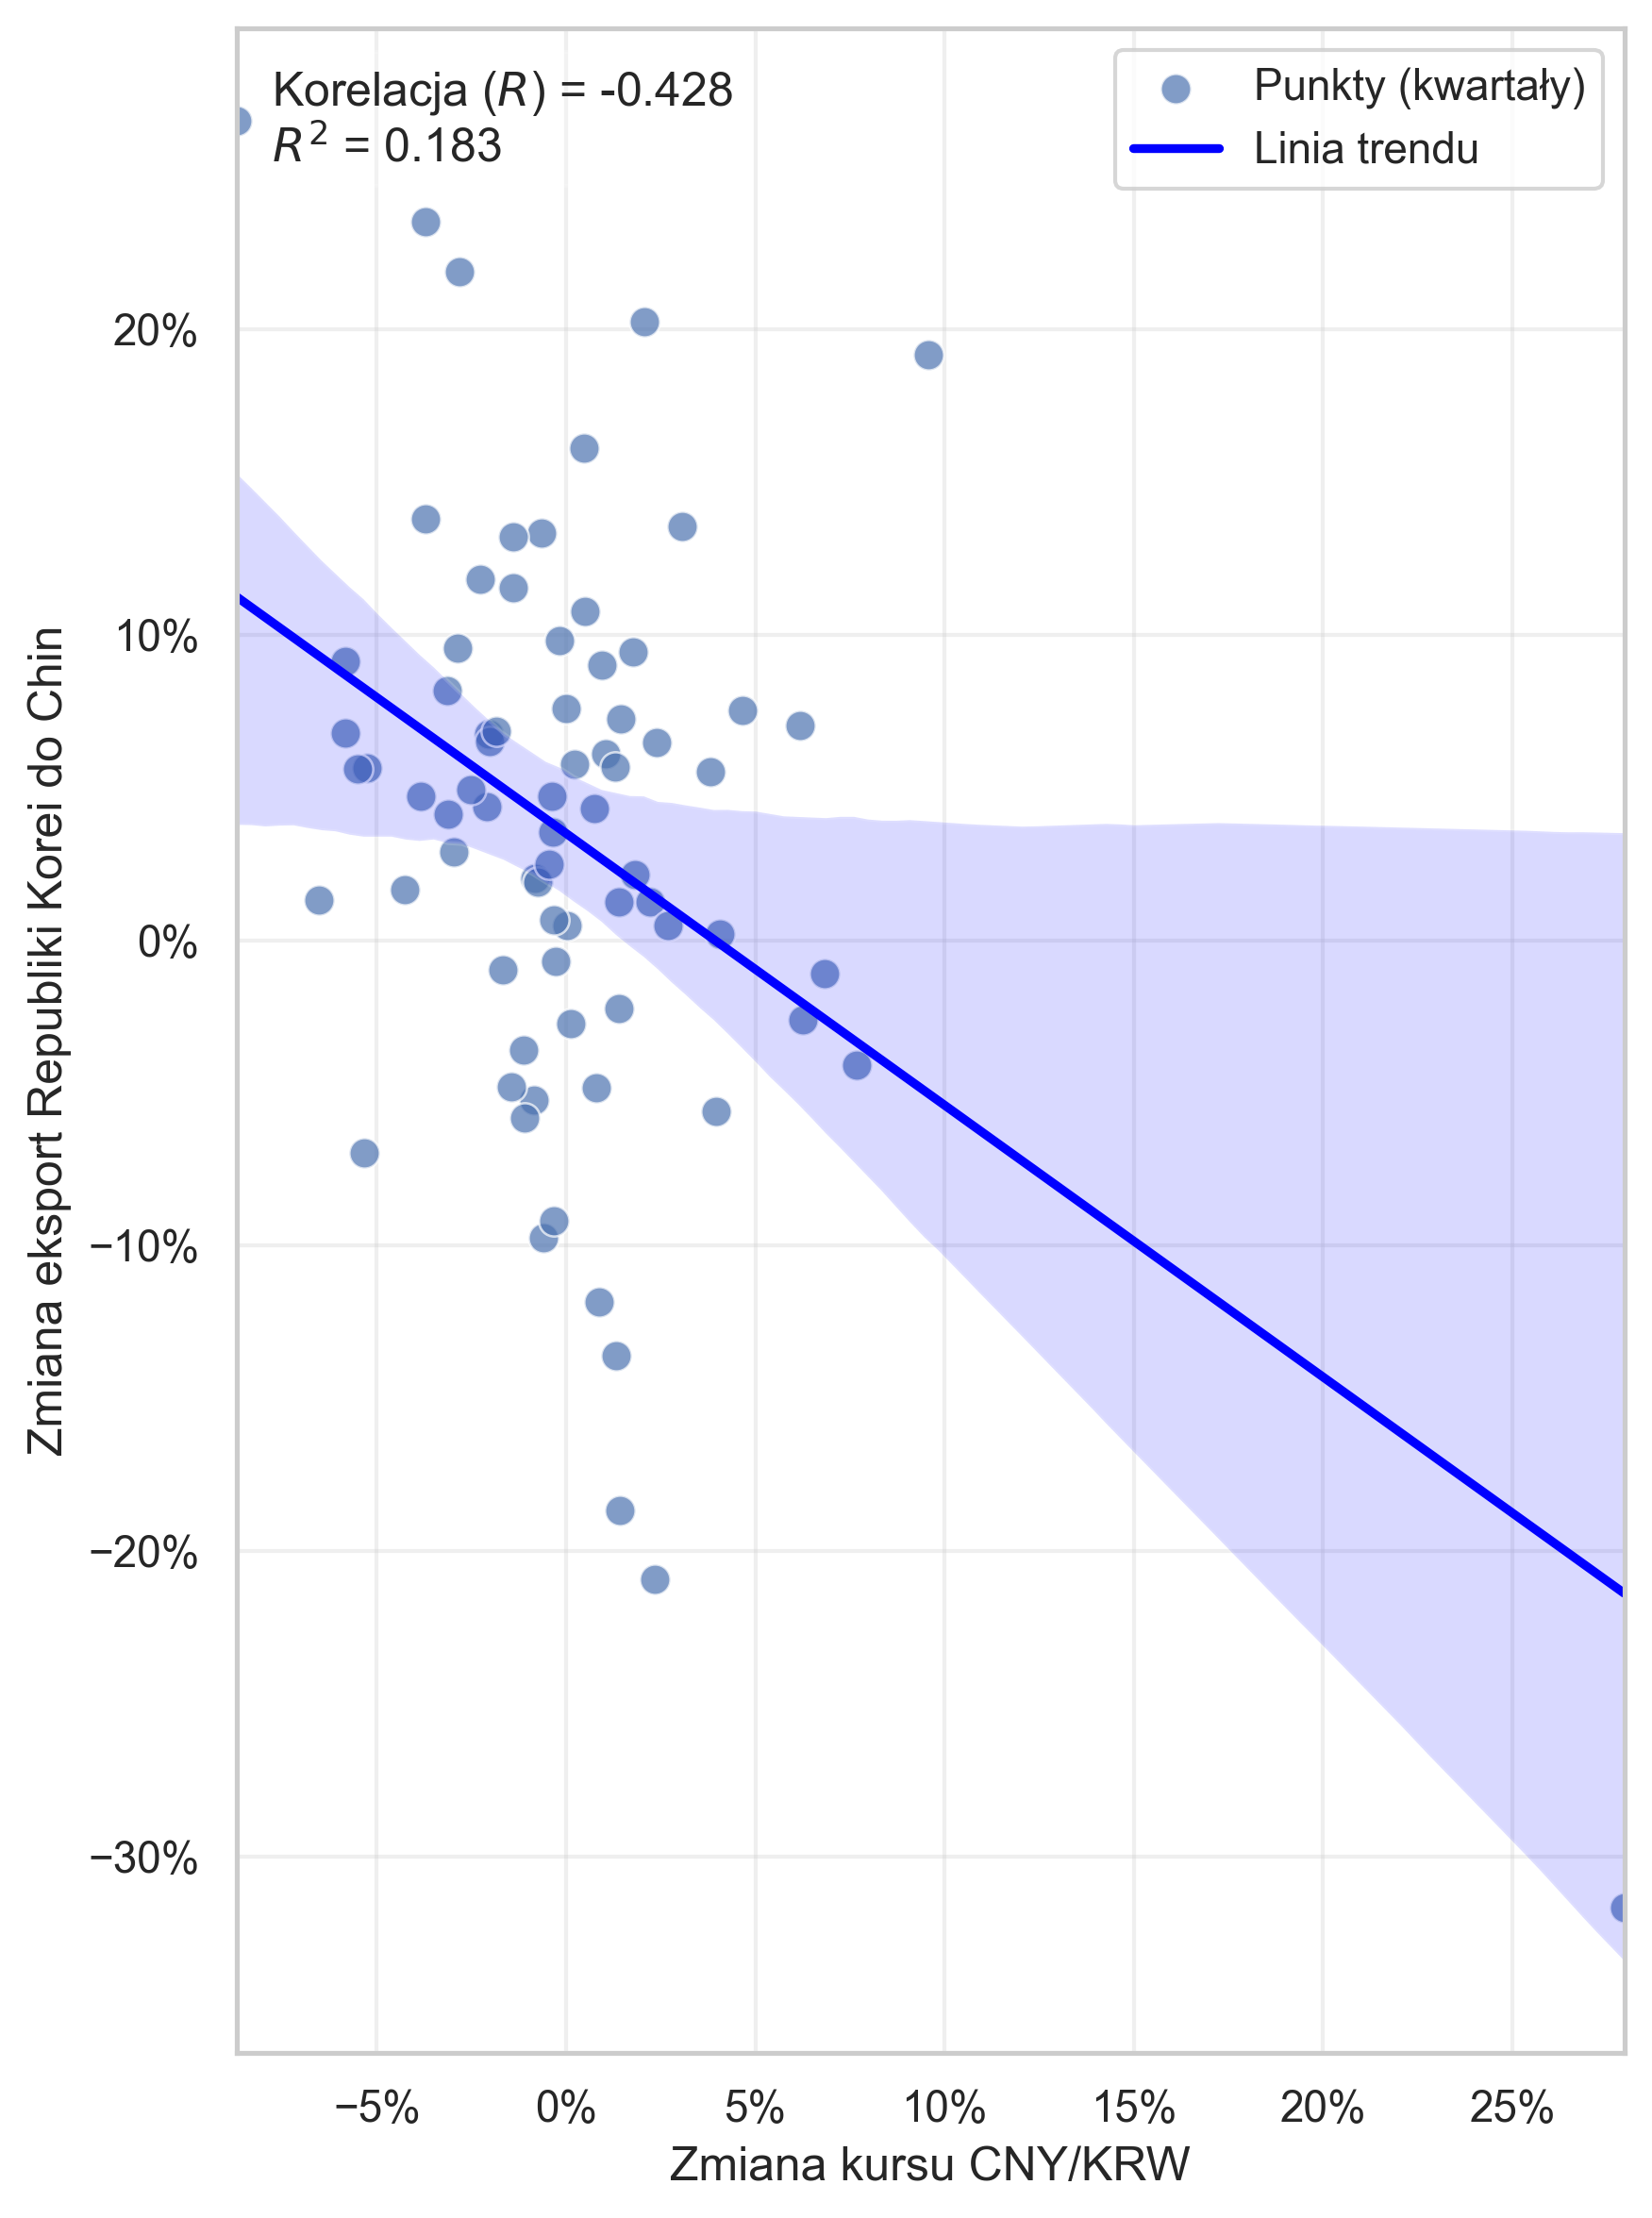 Korelacja (R) = -0.428
R² = 0.183
Punkty (kwartały)
Linia trendu
Zmiana eksport Republiki Korei do Chin
20%
10%
0%
−10%
−20%
−30%
−5% 0% 5% 10% 15% 20% 25%
Zmiana kursu CNY/KRW